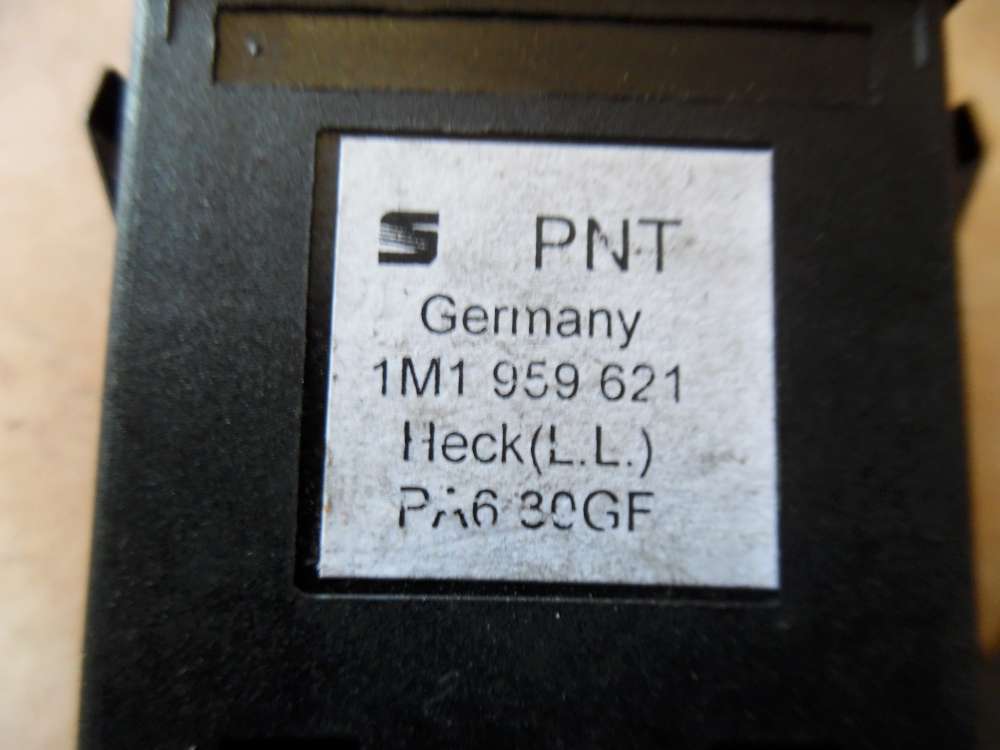 PNT
Germany
1M1 959 621
Heck(L.L.)
PA6 30GF